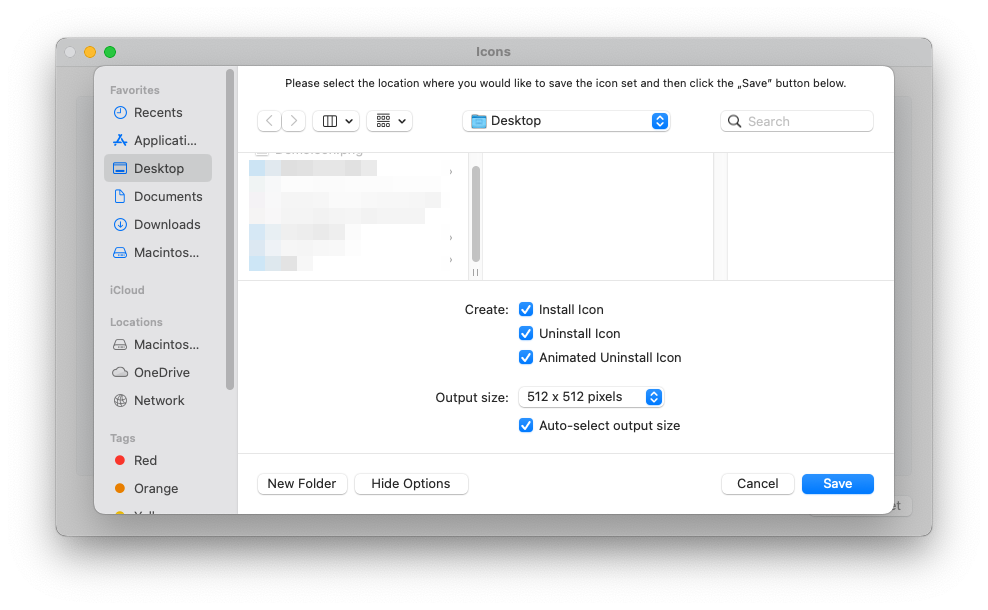 Icons
Please select the location where you would like to save the icon set and then click the „Save” button below.
Favorites
Recents
Applicati...
Desktop
Documents
Downloads
Macintos...
iCloud
Locations
Macintos...
OneDrive
Network
Tags
Red
Orange
Desktop
Search
Create:
Install Icon
Uninstall Icon
Animated Uninstall Icon
Output size:
512 x 512 pixels
Auto-select output size
New Folder
Hide Options
Cancel
Save